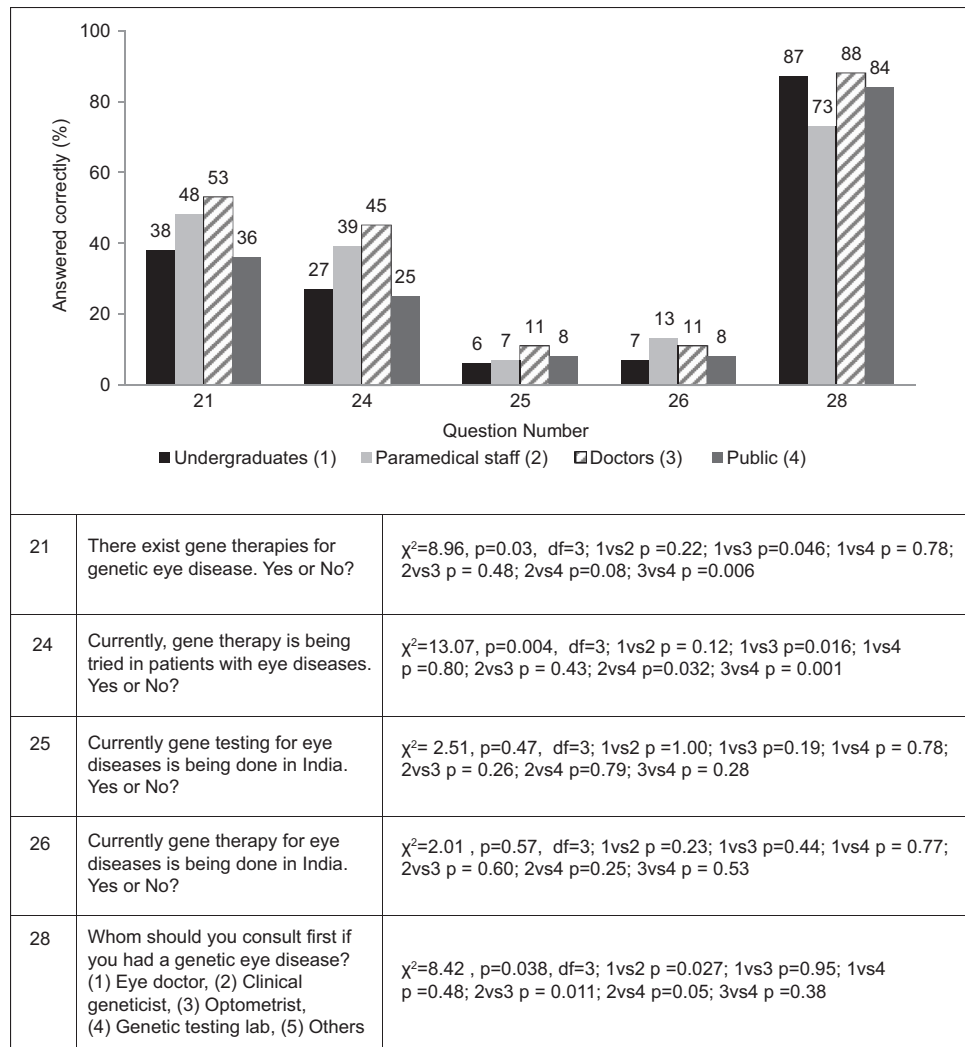 100
80
60
40
20
0
Answered correctly (%)
38 48 53 36
27 39 45 25
6 7 11 8
7 13 11 8
87 73 88 84
21 24 25 26 28
Question Number
Undergraduates (1) Paramedical staff (2) Doctors (3) Public (4)
21
There exist gene therapies for
genetic eye disease. Yes or No?
χ²=8.96, p=0.03, df=3; 1vs2 p =0.22; 1vs3 p=0.046; 1vs4 p = 0.78;
2vs3 p = 0.48; 2vs4 p=0.08; 3vs4 p =0.006
24
Currently, gene therapy is being
tried in patients with eye diseases.
Yes or No?
χ²=13.07, p=0.004, df=3; 1vs2 p = 0.12; 1vs3 p=0.016; 1vs4
p =0.80; 2vs3 p = 0.43; 2vs4 p=0.032; 3vs4 p = 0.001
25
Currently gene testing for eye
diseases is being done in India.
Yes or No?
χ²= 2.51, p=0.47, df=3; 1vs2 p =1.00; 1vs3 p=0.19; 1vs4 p = 0.78;
2vs3 p = 0.26; 2vs4 p=0.79; 3vs4 p = 0.28
26
Currently gene therapy for eye
diseases is being done in India.
Yes or No?
χ²=2.01 , p=0.57, df=3; 1vs2 p =0.23; 1vs3 p=0.44; 1vs4 p = 0.77;
2vs3 p = 0.60; 2vs4 p=0.25; 3vs4 p = 0.53
28
Whom should you consult first if
you had a genetic eye disease?
(1) Eye doctor, (2) Clinical
geneticist, (3) Optometrist,
(4) Genetic testing lab, (5) Others
χ²=8.42 , p=0.038, df=3; 1vs2 p =0.027; 1vs3 p=0.95; 1vs4
p =0.48; 2vs3 p = 0.011; 2vs4 p=0.05; 3vs4 p =0.38